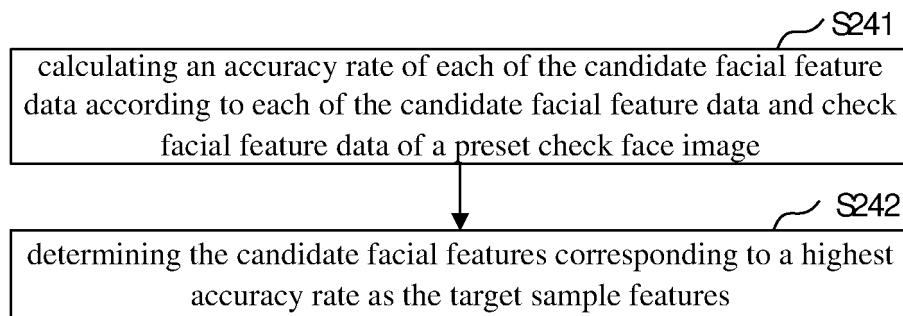 S241
calculating an accuracy rate of each of the candidate facial feature
data according to each of the candidate facial feature data and check
facial feature data of a preset check face image
S242
determining the candidate facial features corresponding to a highest
accuracy rate as the target sample features